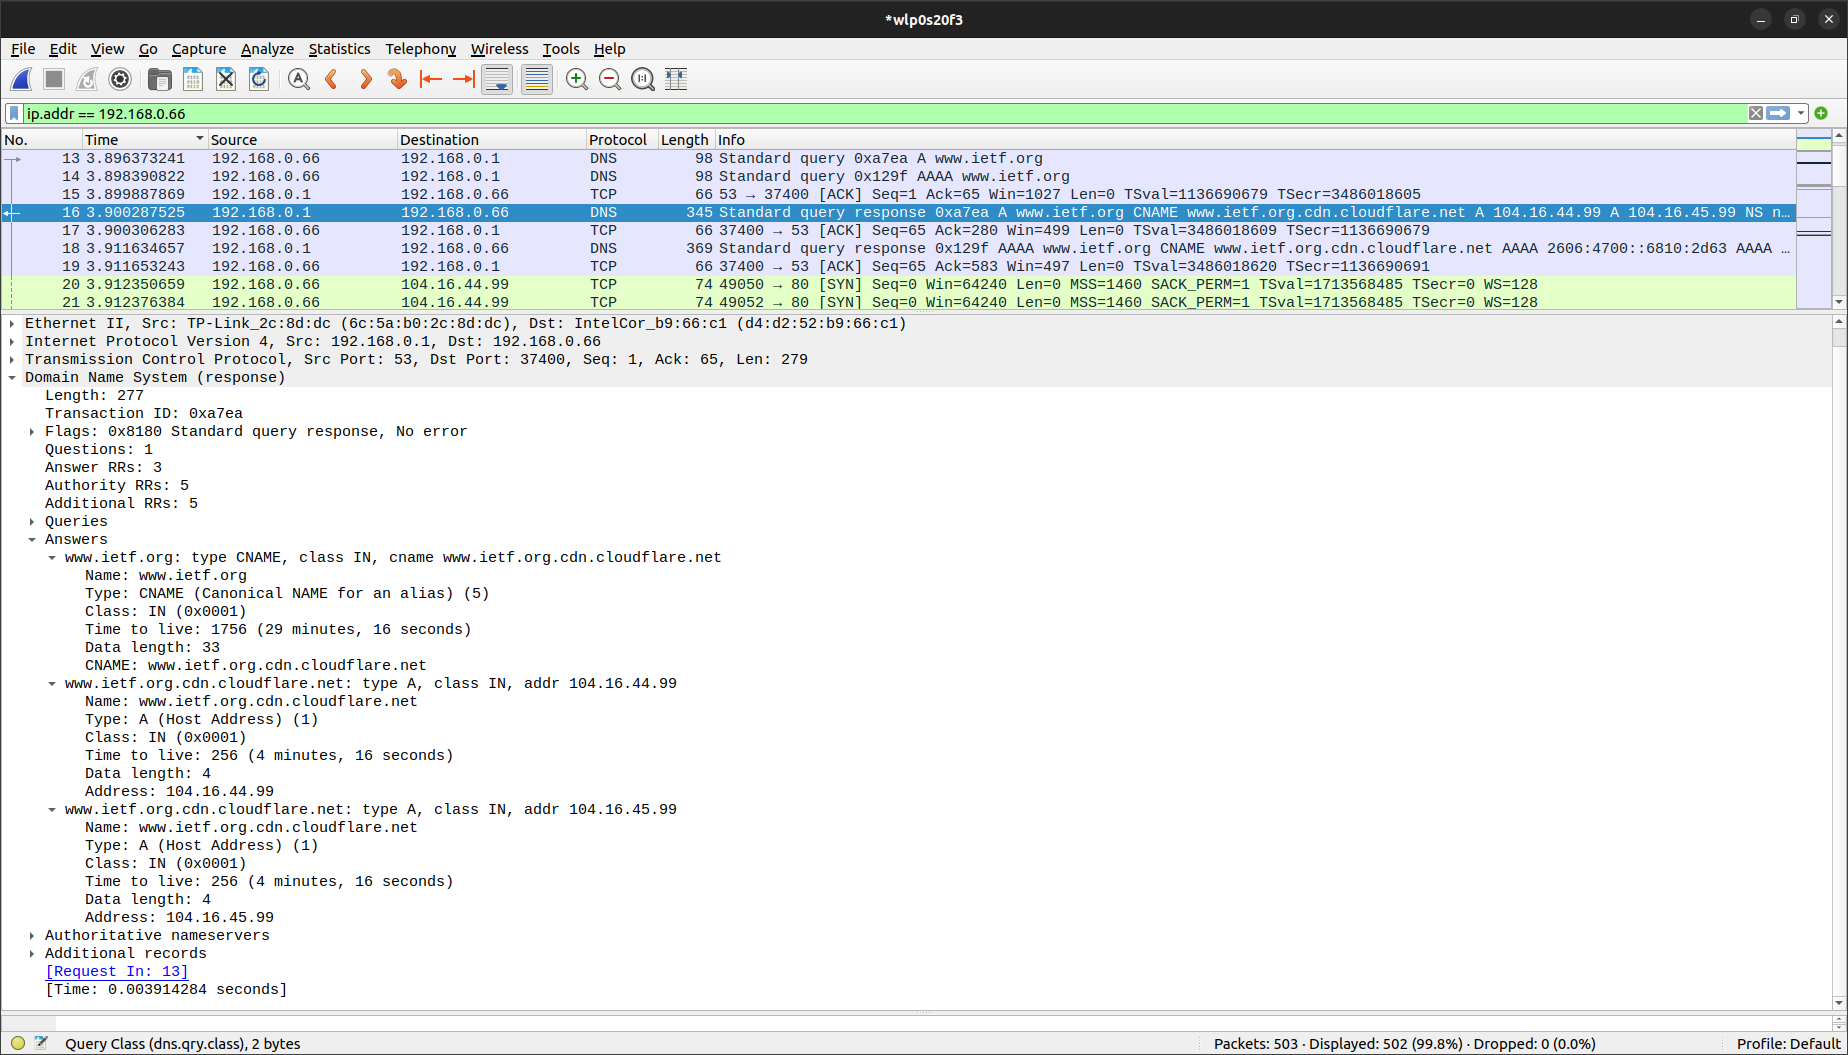 *wlp0s20f3
File Edit View Go Capture Analyze Statistics Telephony Wireless Tools Help
ip.addr == 192.168.0.66
No. Time Source Destination Protocol Length Info
13 3.896373241 192.168.0.66 192.168.0.1 DNS 98 Standard query 0xa7ea A www.ietf.org
14 3.898390822 192.168.0.66 192.168.0.1 DNS 98 Standard query 0x129f AAAA www.ietf.org
15 3.899887869 192.168.0.1 192.168.0.66 TCP 66 53 → 37400 [ACK] Seq=1 Ack=65 Win=1027 Len=0 TSval=1136690679 TSecr=3486018605
16 3.900287525 192.168.0.1 192.168.0.66 DNS 345 Standard query response 0xa7ea A www.ietf.org CNAME www.ietf.org.cdn.cloudflare.net A 104.16.44.99 A 104.16.45.99 NS n…
17 3.900306283 192.168.0.66 192.168.0.1 TCP 66 37400 → 53 [ACK] Seq=65 Ack=280 Win=499 Len=0 TSval=3486018609 TSecr=1136690679
18 3.911634657 192.168.0.1 192.168.0.66 DNS 369 Standard query response 0x129f AAAA www.ietf.org CNAME www.ietf.org.cdn.cloudflare.net AAAA 2606:4700::6810:2d63 AAAA …
19 3.911653243 192.168.0.66 192.168.0.1 TCP 66 37400 → 53 [ACK] Seq=65 Ack=583 Win=497 Len=0 TSval=3486018620 TSecr=1136690691
20 3.912350659 192.168.0.66 104.16.44.99 TCP 74 49050 → 80 [SYN] Seq=0 Win=64240 Len=0 MSS=1460 SACK_PERM=1 TSval=1713568485 TSecr=0 WS=128
21 3.912376384 192.168.0.66 104.16.44.99 TCP 74 49052 → 80 [SYN] Seq=0 Win=64240 Len=0 MSS=1460 SACK_PERM=1 TSval=1713568485 TSecr=0 WS=128
Ethernet II, Src: TP-Link_2c:8d:dc (6c:5a:b0:2c:8d:dc), Dst: IntelCor_b9:66:c1 (d4:d2:52:b9:66:c1)
Internet Protocol Version 4, Src: 192.168.0.1, Dst: 192.168.0.66
Transmission Control Protocol, Src Port: 53, Dst Port: 37400, Seq: 1, Ack: 65, Len: 279
Domain Name System (response)
Length: 277
Transaction ID: 0xa7ea
Flags: 0x8180 Standard query response, No error
Questions: 1
Answer RRs: 3
Authority RRs: 5
Additional RRs: 5
Queries
Answers
www.ietf.org: type CNAME, class IN, cname www.ietf.org.cdn.cloudflare.net
Name: www.ietf.org
Type: CNAME (Canonical NAME for an alias) (5)
Class: IN (0x0001)
Time to live: 1756 (29 minutes, 16 seconds)
Data length: 33
CNAME: www.ietf.org.cdn.cloudflare.net
www.ietf.org.cdn.cloudflare.net: type A, class IN, addr 104.16.44.99
Name: www.ietf.org.cdn.cloudflare.net
Type: A (Host Address) (1)
Class: IN (0x0001)
Time to live: 256 (4 minutes, 16 seconds)
Data length: 4
Address: 104.16.44.99
www.ietf.org.cdn.cloudflare.net: type A, class IN, addr 104.16.45.99
Name: www.ietf.org.cdn.cloudflare.net
Type: A (Host Address) (1)
Class: IN (0x0001)
Time to live: 256 (4 minutes, 16 seconds)
Data length: 4
Address: 104.16.45.99
Authoritative nameservers
Additional records
[Request In: 13]
[Time: 0.003914284 seconds]
Query Class (dns.qry.class), 2 bytes Packets: 503 · Displayed: 502 (99.8%) · Dropped: 0 (0.0%) Profile: Default